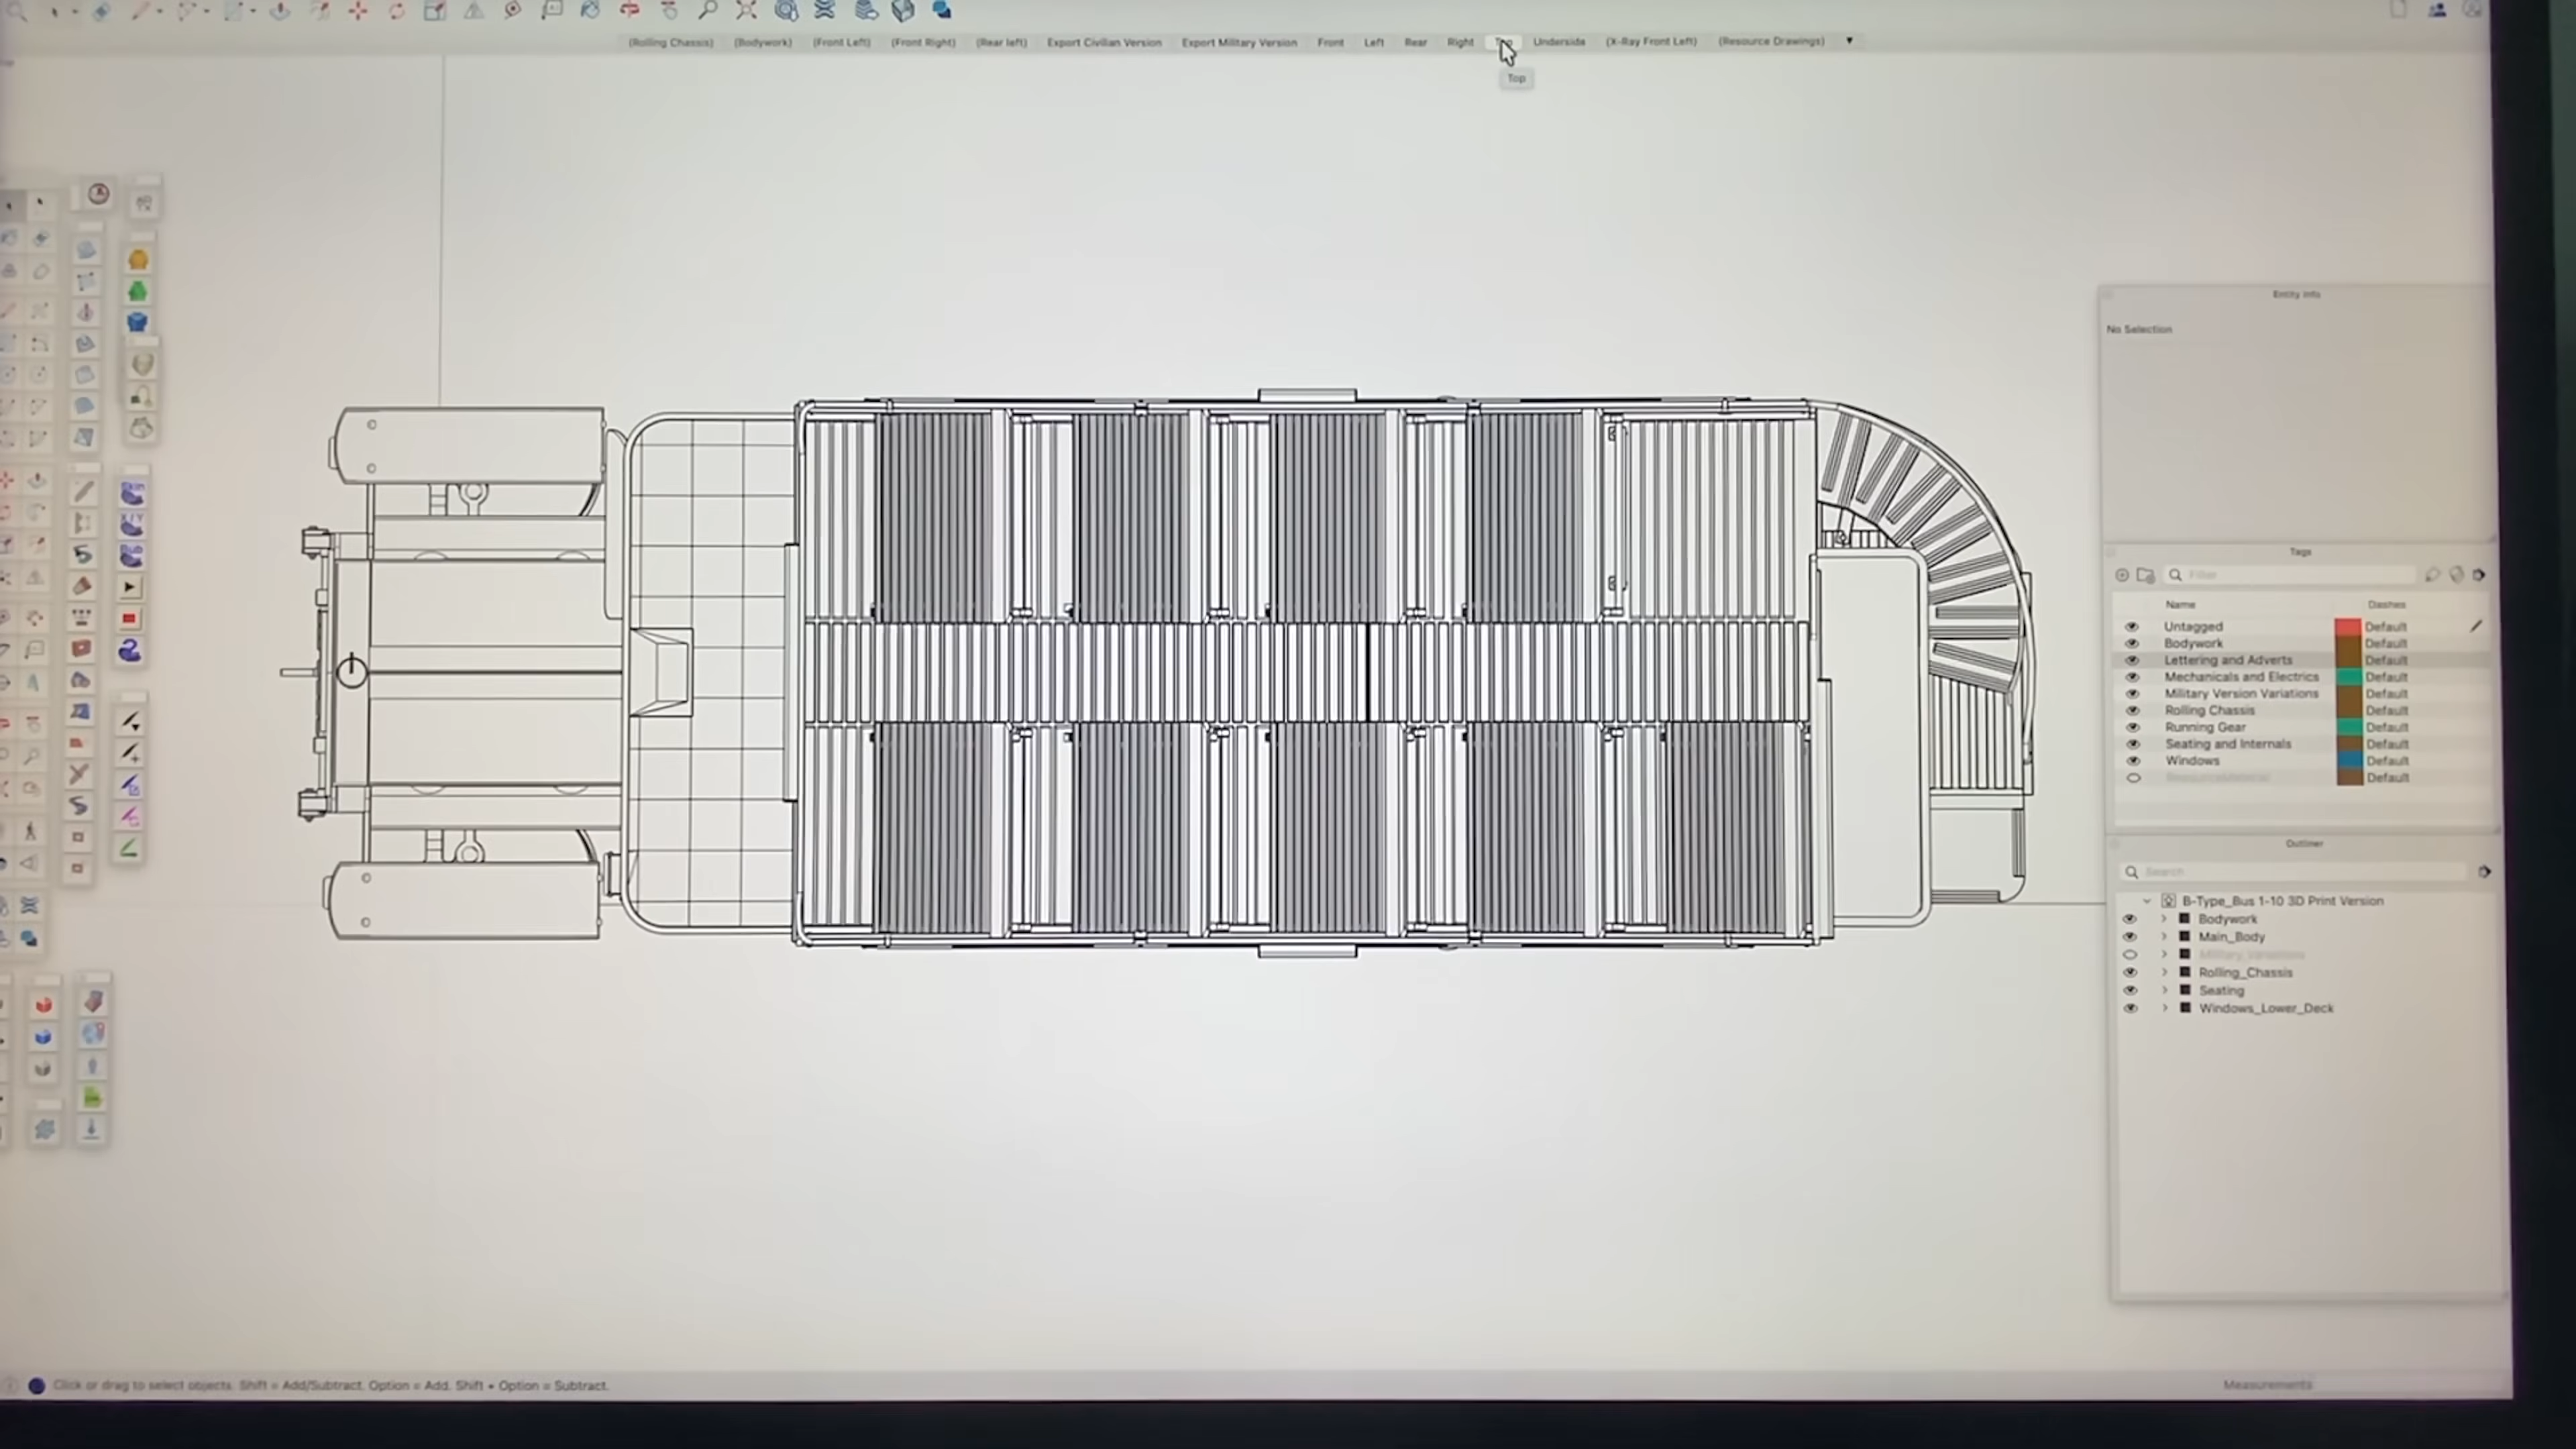 (Rolling Chassis) (Bodywork) (Front Left) (Front Right) (Rear left) Export Civilian Version Export Military Version Front Left Rear Right Top Underside (X-Ray Front Left) (Resource Drawings)
Top
Entity Info
No Selection
Tags
Filter
Name Dashes
Untagged Default
Bodywork Default
Lettering and Adverts Default
Mechanicals and Electrics Default
Military Version Variations Default
Rolling Chassis Default
Running Gear Default
Seating and Internals Default
Windows Default
Default
Outliner
Search
B-Type_Bus 1-10 3D Print Version
Bodywork
Main_Body
Military_Variations
Rolling_Chassis
Seating
Windows_Lower_Deck
Click or drag to select objects. Shift = Add/Subtract. Option = Add. Shift + Option = Subtract.
Measurements